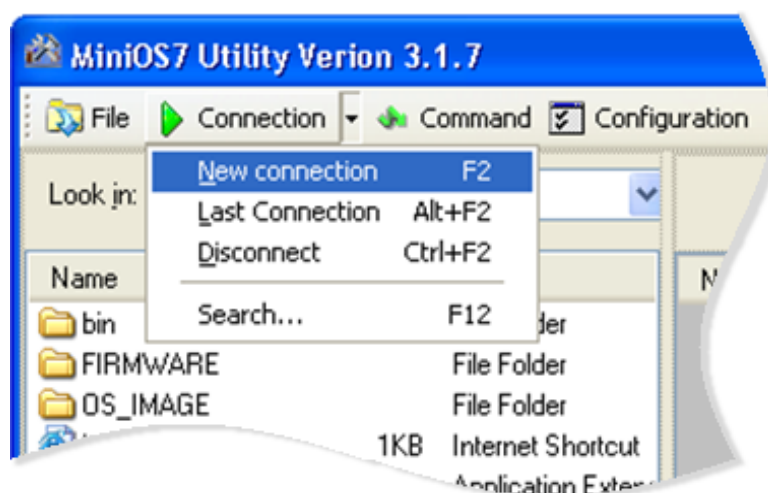 MiniOS7 Utility Verion 3.1.7
File Connection Command Configuration
Look in:
New connection F2
Last Connection Alt+F2
Disconnect Ctrl+F2
Search... F12
Name
bin
FIRMWARE File Folder
OS_IMAGE File Folder
1KB Internet Shortcut